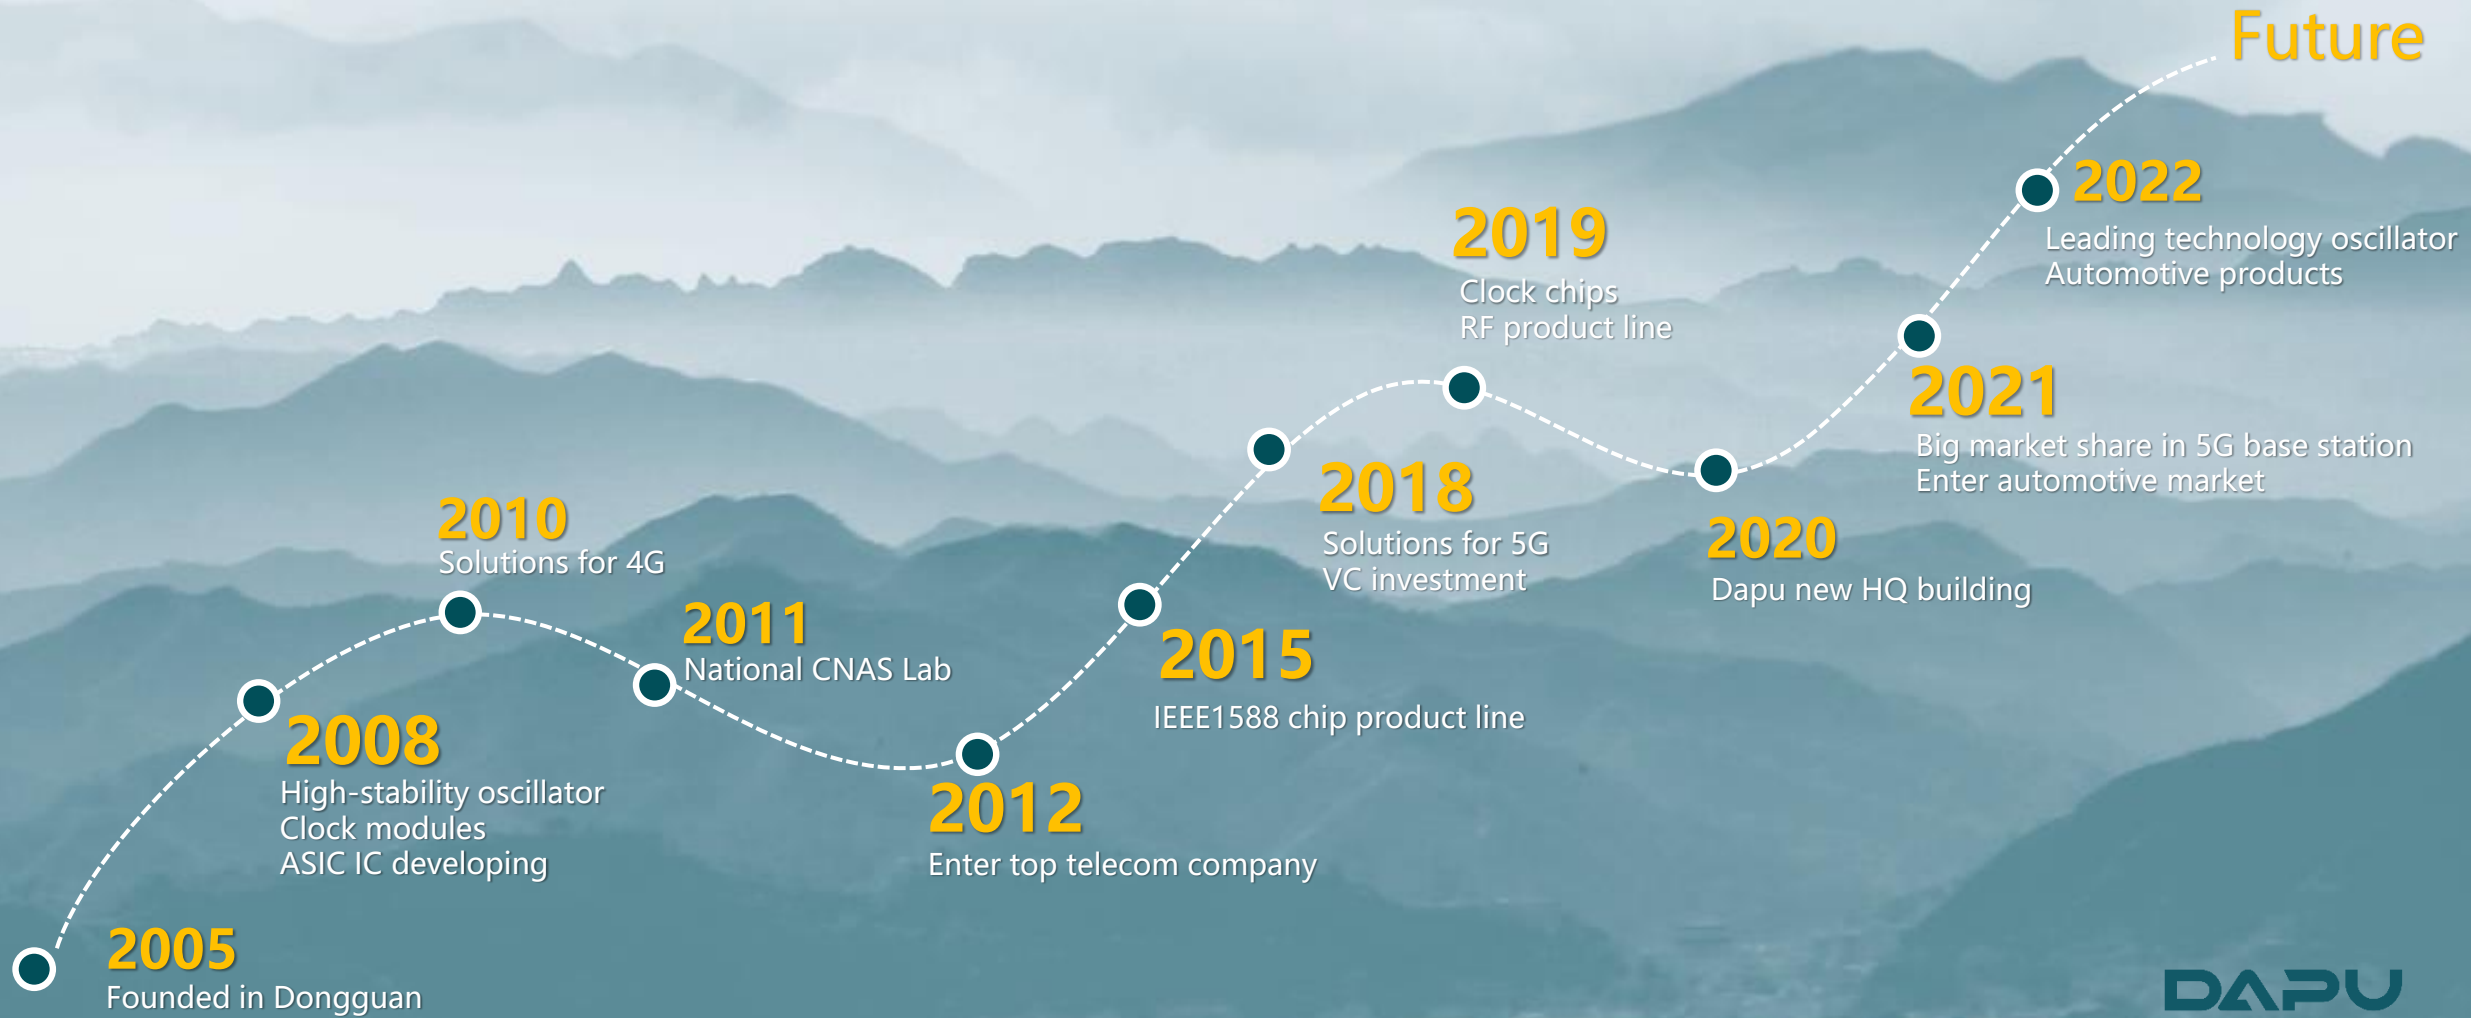 Future
2022
Leading technology oscillator
Automotive products
2019
Clock chips
RF product line
2021
Big market share in 5G base station
Enter automotive market
2018
Solutions for 5G
VC investment
2020
Dapu new HQ building
2010
Solutions for 4G
2011
National CNAS Lab
2015
IEEE1588 chip product line
2008
High-stability oscillator
Clock modules
ASIC IC developing
2012
Enter top telecom company
2005
Founded in Dongguan
DAPU